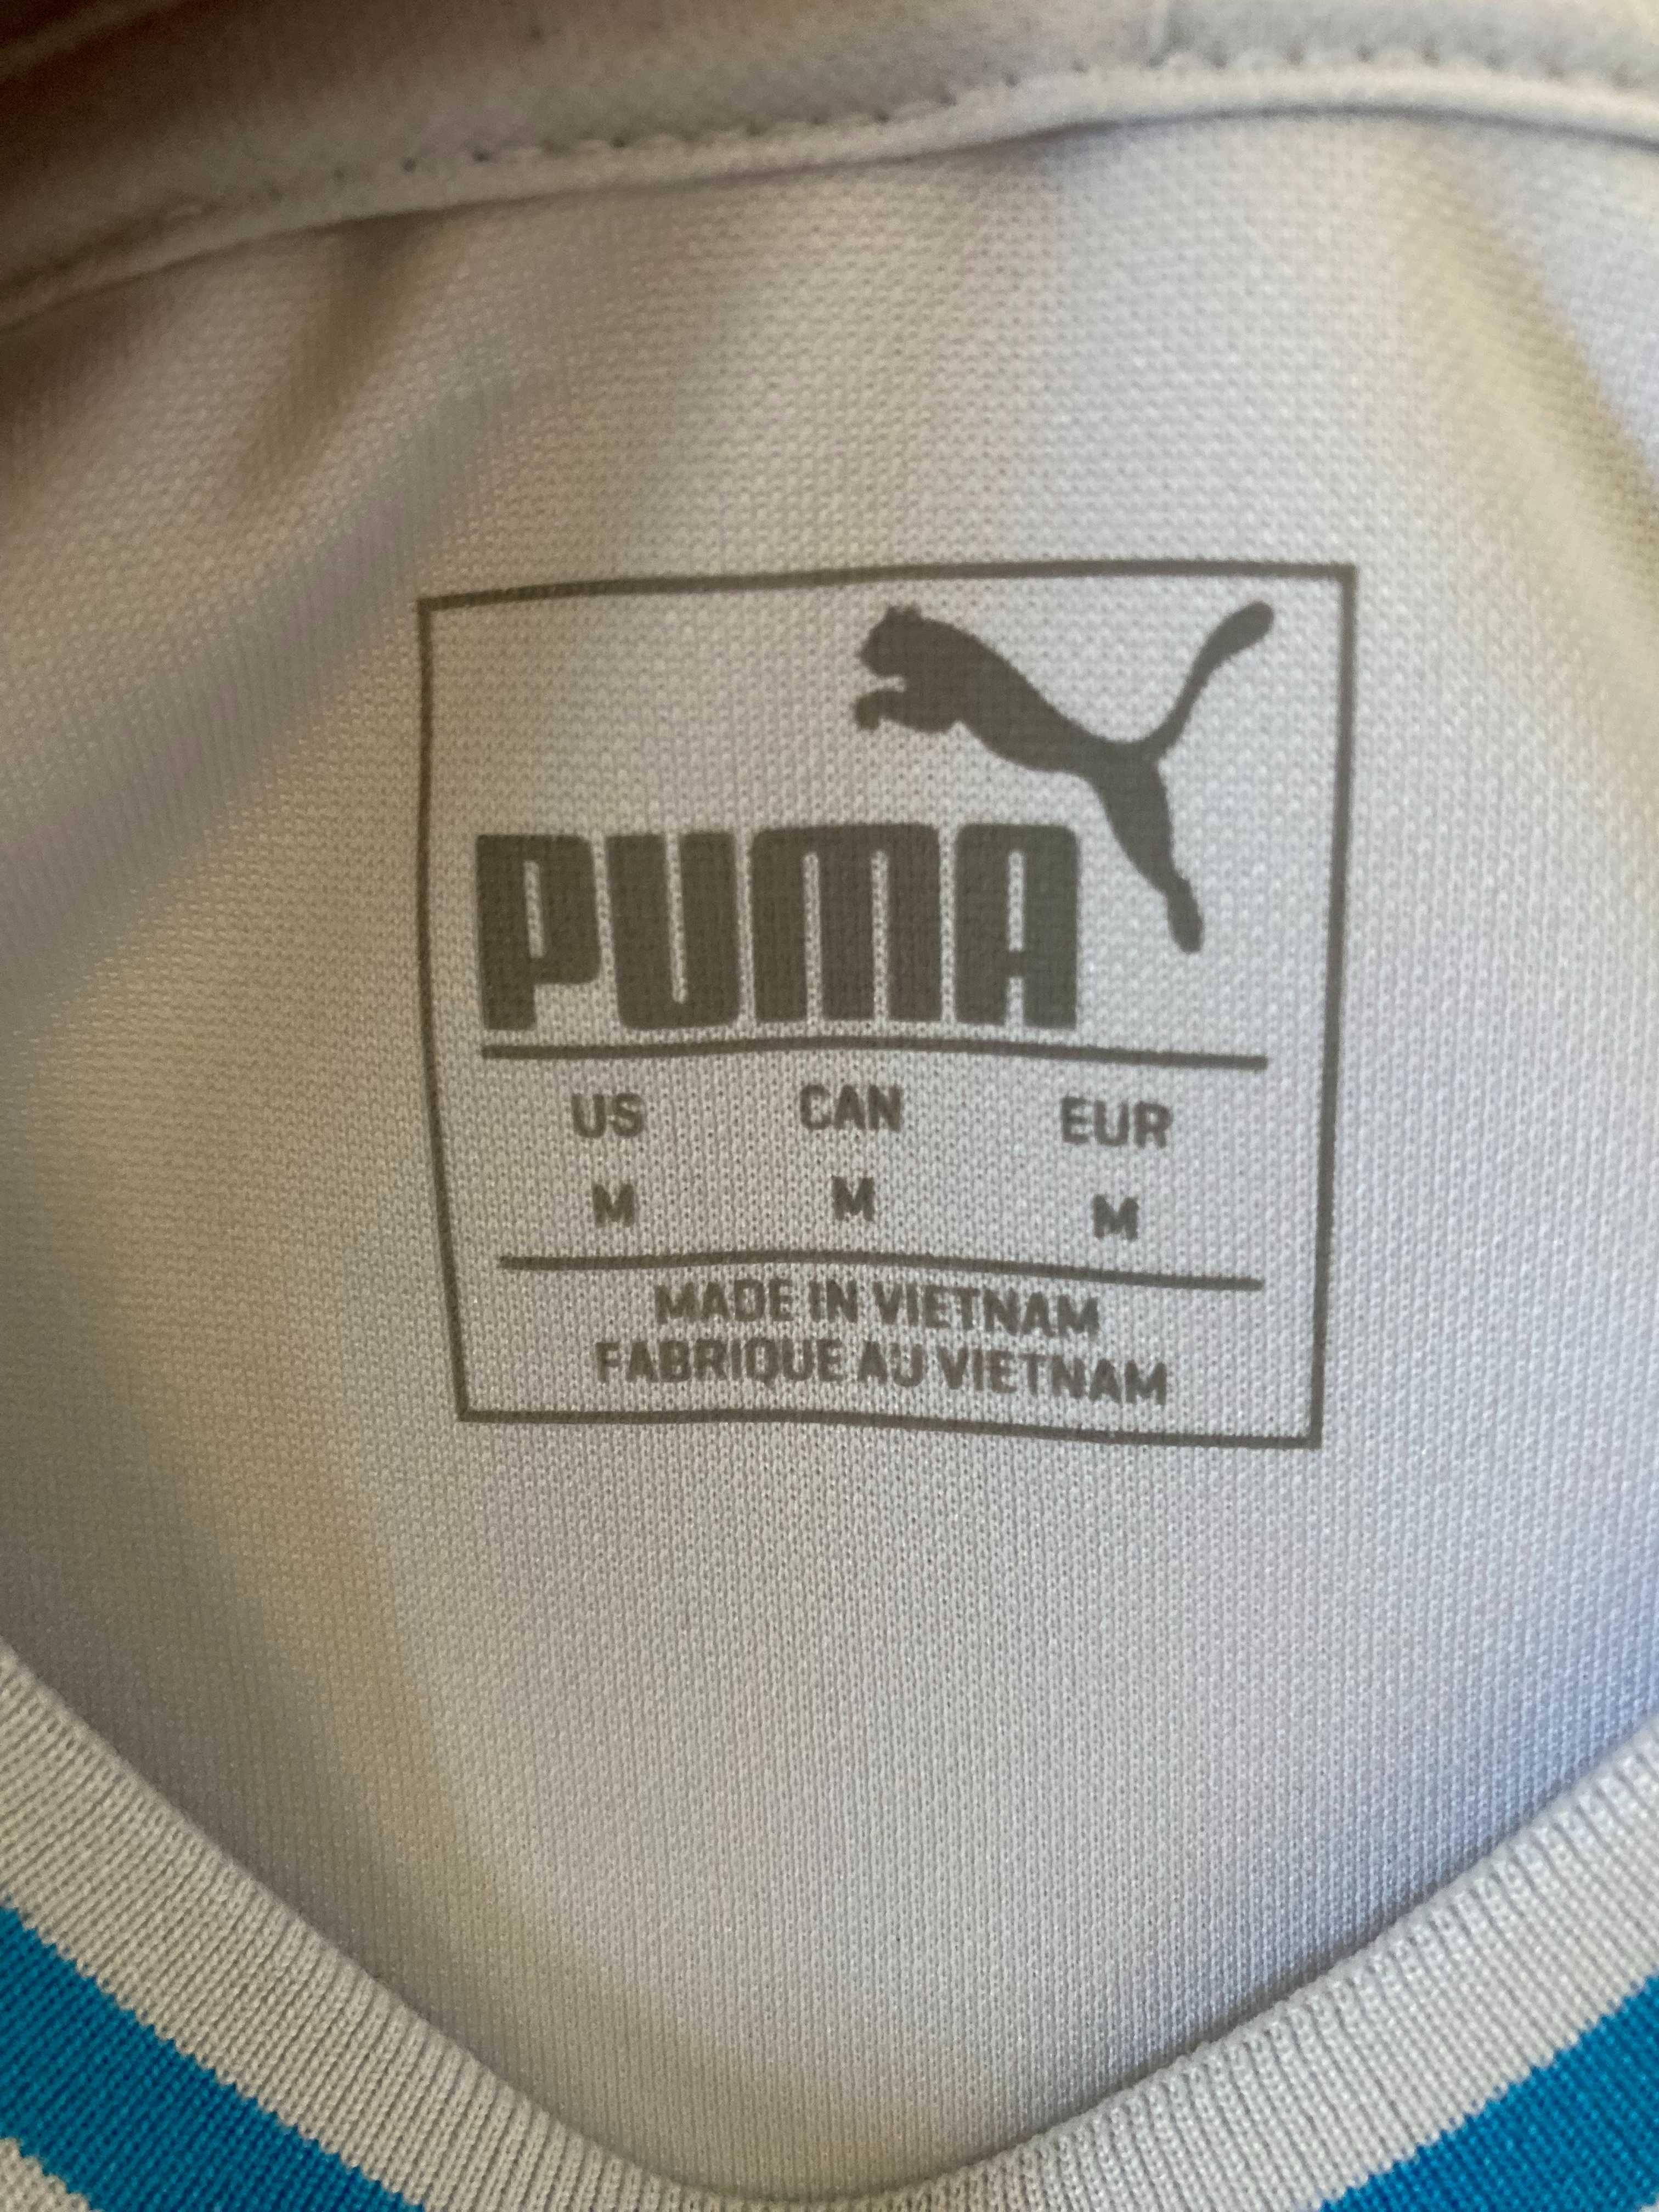 PUMA
US CAN EUR
M M M
MADE IN VIETNAM
FABRIQUE AU VIETNAM